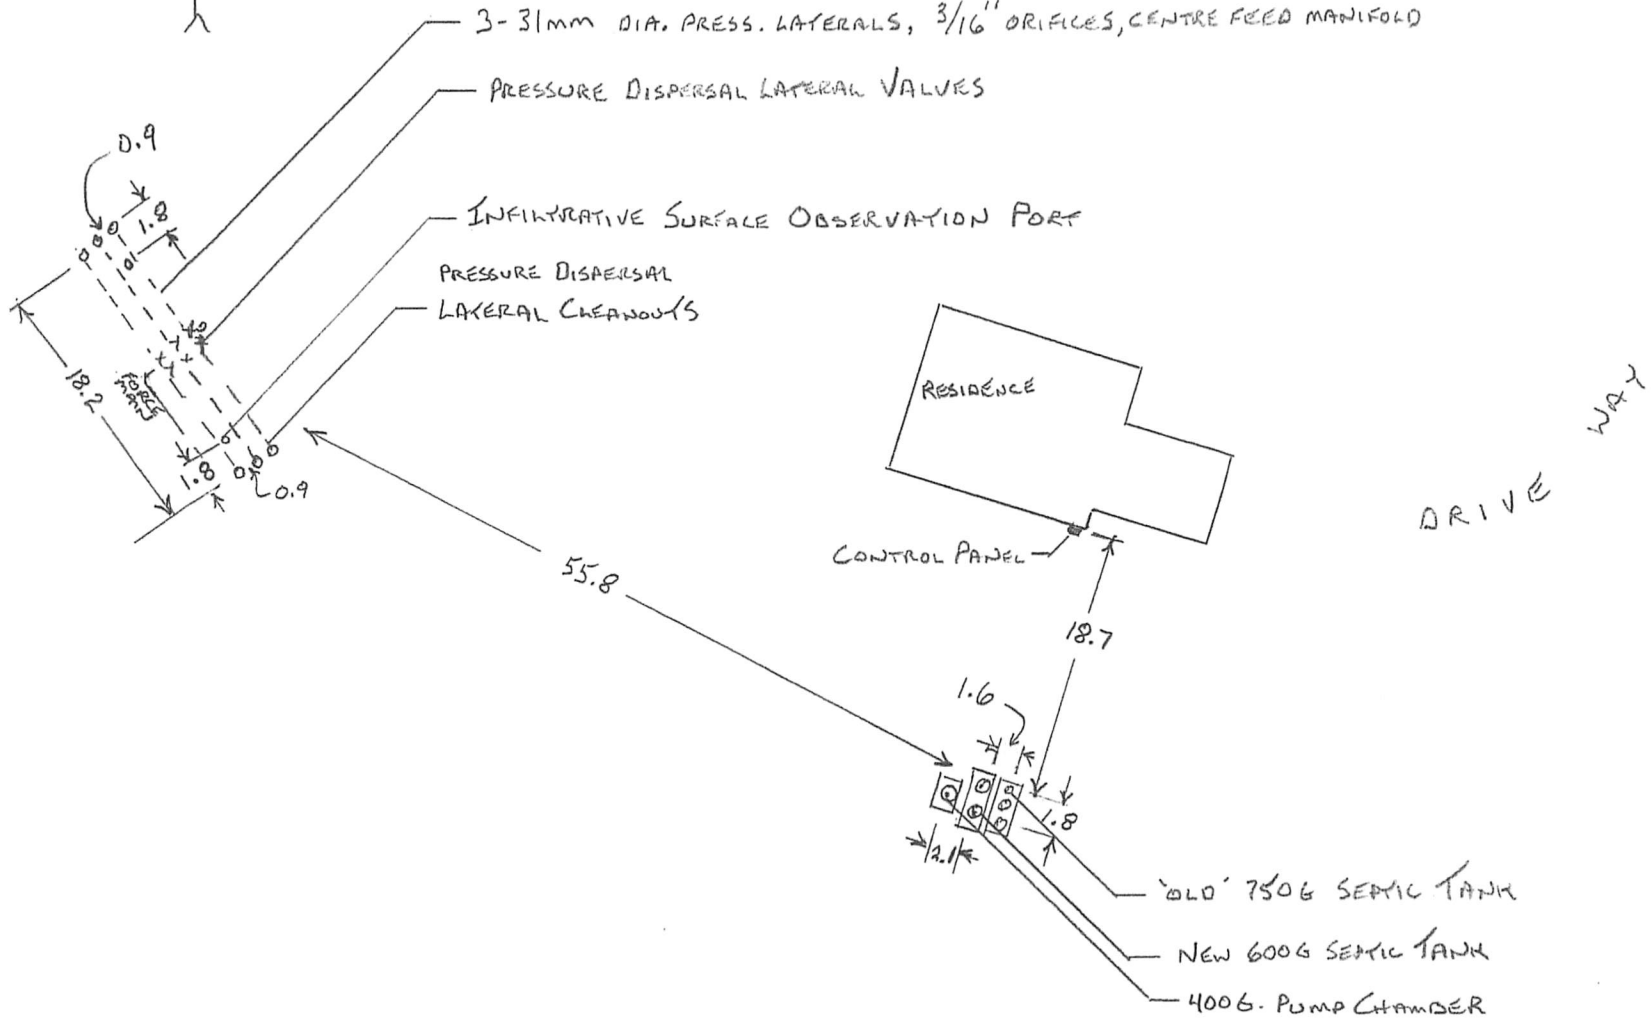 3-31mm DIA. PRESS. LATERALS, 3/16" ORIFICES, CENTRE FEED MANIFOLD
PRESSURE DISPERSAL LATERAL VALVES
0.9
1.8
INFILTRATIVE SURFACE OBSERVATION PORT
PRESSURE DISPERSAL
LATERAL CLEANOUTS
18.2
FORCE
MAIN
1.8
0.9
RESIDENCE
DRIVE WAY
CONTROL PANEL
55.8
18.7
1.6
1.8
2.1
'OLD' 750G SEPTIC TANK
NEW 600G SEPTIC TANK
400G. PUMP CHAMBER